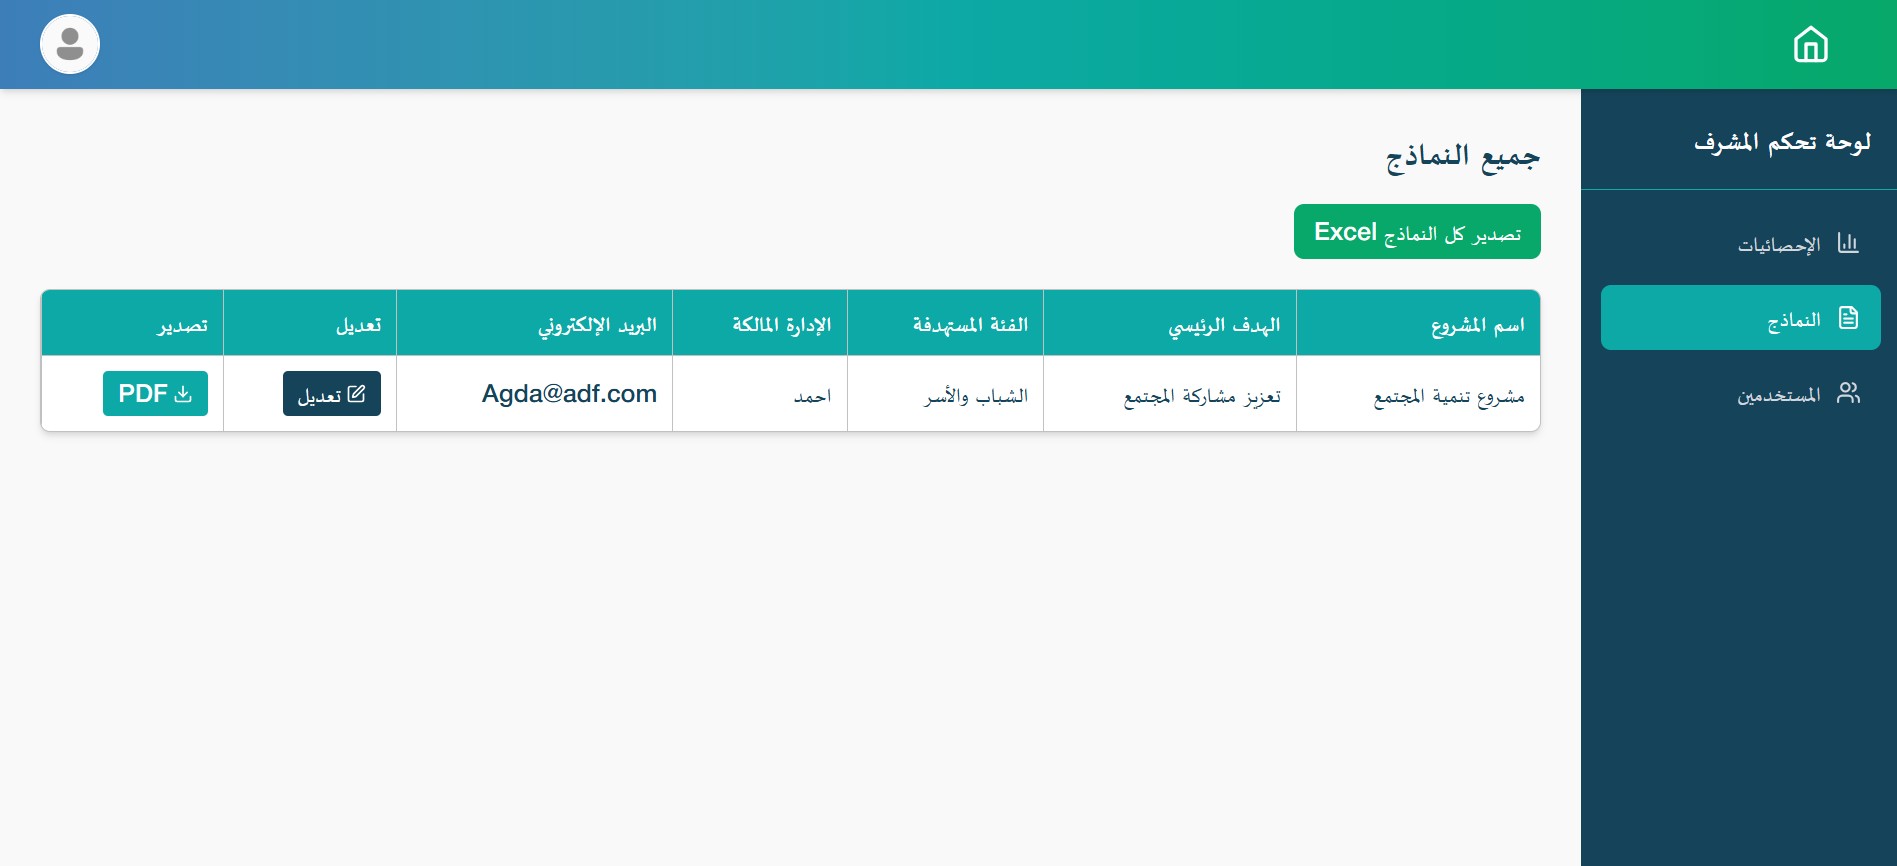 لوحة تحكم المشرف
الإحصائيات
النماذج
المستخدمين
جميع النماذج
تصدير كل النماذج Excel
اسم المشروع الهدف الرئيسي الفئة المستهدفة الإدارة المالكة البريد الإلكتروني تعديل تصدير
مشروع تنمية المجتمع تعزيز مشاركة المجتمع الشباب والأسر احمد Agda@adf.com تعديل PDF